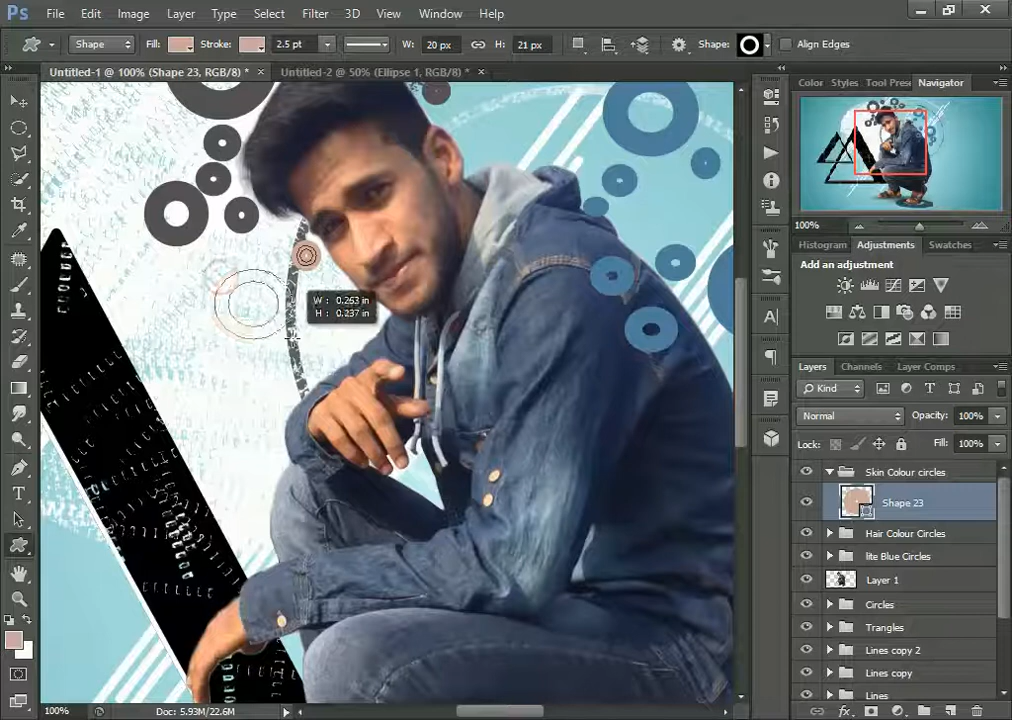 Ps File Edit Image Layer Type Select Filter 3D View Window Help
Shape Fill: Stroke: 2.5 pt W: 20 px H: 21 px Shape: Align Edges
Untitled-1 @ 100% (Shape 23, RGB/8) * × Untitled-2 @ 50% (Ellipse 1, RGB/8) * ×
Color Styles Tool Pres Navigator
100%
Histogram Adjustments Swatches
Add an adjustment
W : 0.253 in
H : 0.237 in
Layers Channels Layer Comps
Kind
Normal Opacity: 100%
Lock: Fill: 100%
Skin Colour circles
Shape 23
Hair Colour Circles
lite Blue Circles
Layer 1
Circles
Trangles
Lines copy 2
Lines copy
Lines
100% Doc: 5.93M/22.6M